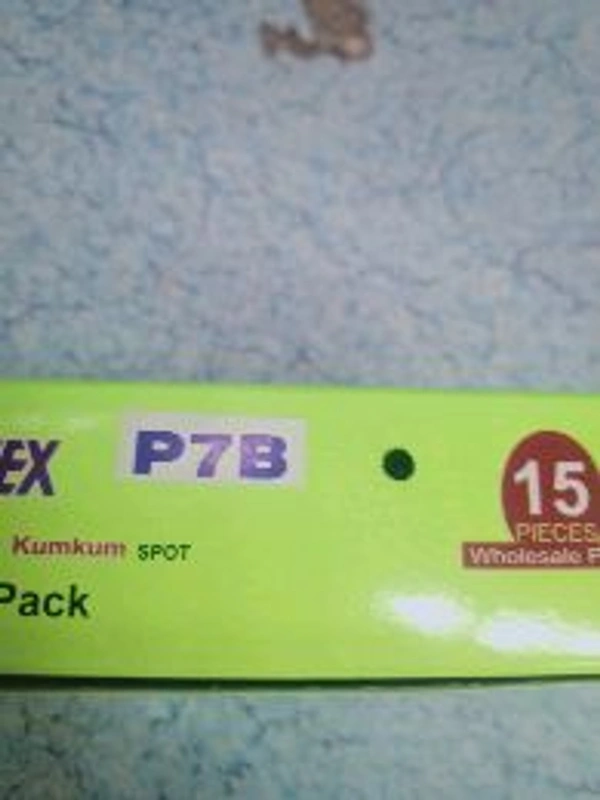 EX
P7B
Kumkum SPOT
Pack
15
PIECES
Wholesale P